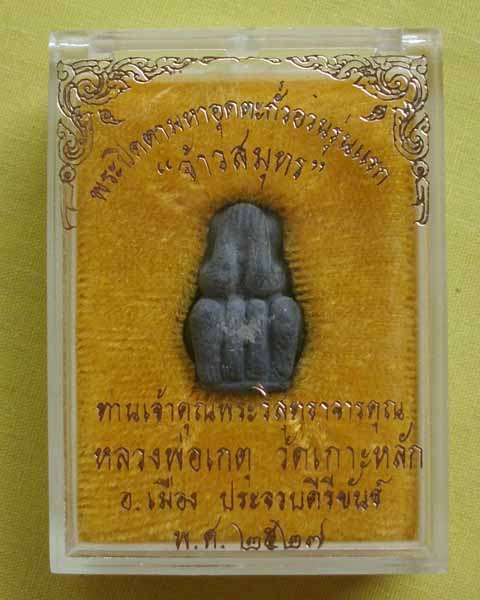 พระปิดตามหาอุดตะกั่วอวนรุ่นแรก
"จ้าวสมุทร"
ท่านเจ้าคุณพระวิสุทธาจารคุณ
หลวงพ่อเกตุ วัดเกาะหลัก
อ.เมือง ประจวบคีรีขันธ์
พ.ศ.๒๕๒๗